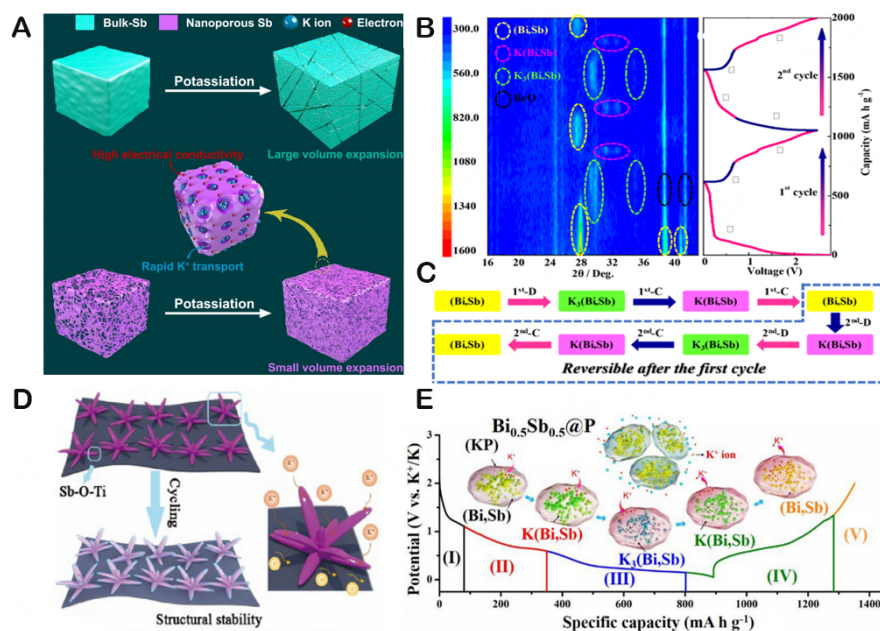 A
Bulk-Sb Nanoporous Sb K ion Electron
Potassiation
High electrical conductivity
Large volume expansion
Rapid K⁺ transport
Potassiation
Small volume expansion
B
300.0
560.0
820.0
1080
1340
1600
(Bi,Sb)
K(Bi,Sb)
K₃(Bi,Sb)
BeO
16 20 24 28 32 36 40
2θ / Deg.
2ⁿᵈ cycle
1ˢᵗ cycle
2000
1500
1000
500
0
Capacity (mA h g⁻¹)
0 1 2
Voltage (V)
C
(Bi,Sb) 1ˢᵗ-D K₃(Bi,Sb) 1ˢᵗ-C K(Bi,Sb) 1ˢᵗ-C (Bi,Sb)
2ⁿᵈ-D
(Bi,Sb) 2ⁿᵈ-C K(Bi,Sb) 2ⁿᵈ-C K₃(Bi,Sb) 2ⁿᵈ-D K(Bi,Sb)
Reversible after the first cycle
D
Sb-O-Ti
Cycling
Structural stability
K⁺
K⁺
K⁺
K⁺
K⁺
E
Bi₀.₅Sb₀.₅@P
(KP)
K⁺ ion
K⁺
K⁺
K⁺
K⁺
K⁺
(Bi,Sb)
K(Bi,Sb)
K₃(Bi,Sb)
K(Bi,Sb)
(Bi,Sb)
(I)
(II)
(III)
(IV)
(V)
Potential (V vs. K⁺/K)
3
2
1
0
0 200 400 600 800 1000 1200 1400
Specific capacity (mA h g⁻¹)